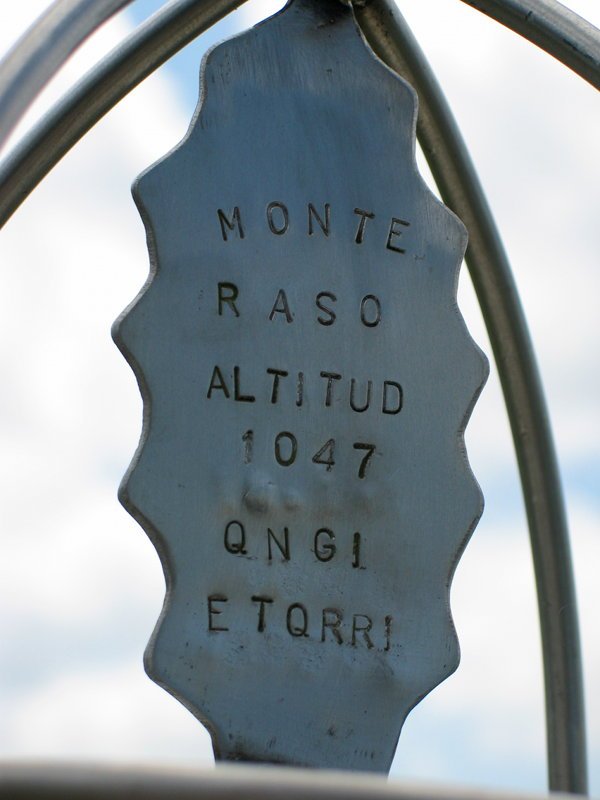 MONTE
RASO
ALTITUD
1047
QNGI
ETQRRI